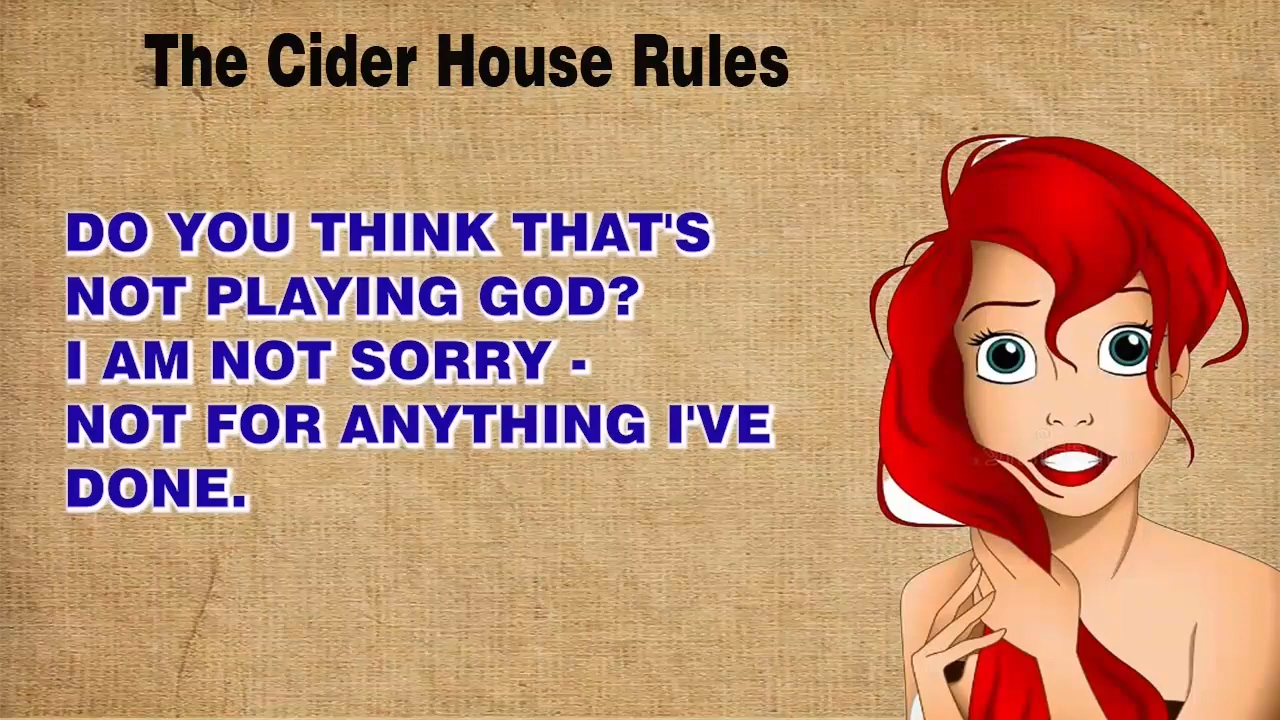 The Cider House Rules
DO YOU THINK THAT'S
NOT PLAYING GOD?
I AM NOT SORRY -
NOT FOR ANYTHING I'VE
DONE.